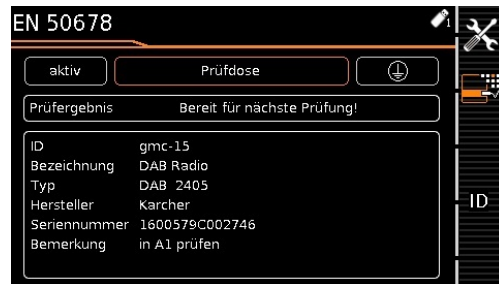 EN 50678
1
aktiv Prüfdose
Prüfergebnis Bereit für nächste Prüfung!
ID gmc-15
Bezeichnung DAB Radio
Typ DAB 2405
Hersteller Karcher
Seriennummer 1600579C002746
Bemerkung in A1 prüfen
ID